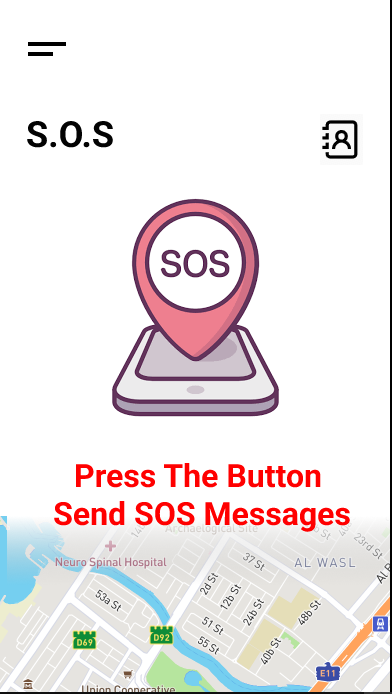 S.O.S
SOS
Press The Button
Send SOS Messages
Archaeological Site
Neuro Spinal Hospital
37 St
AL WASL
23rd St
53a St
2d St
12b St
24b St
48b St
51 St
55 St
40b St
D69
D92
E11
Union Cooperative